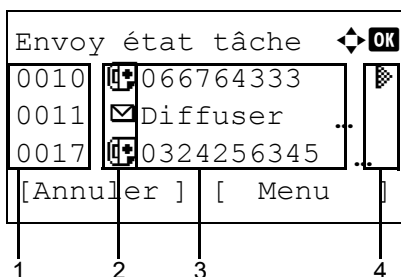 Envoy état tâche OK
0010 066764333
0011 Diffuser ...
0017 0324256345 ...
[Annuler ] [ Menu ]
1 2 3 4